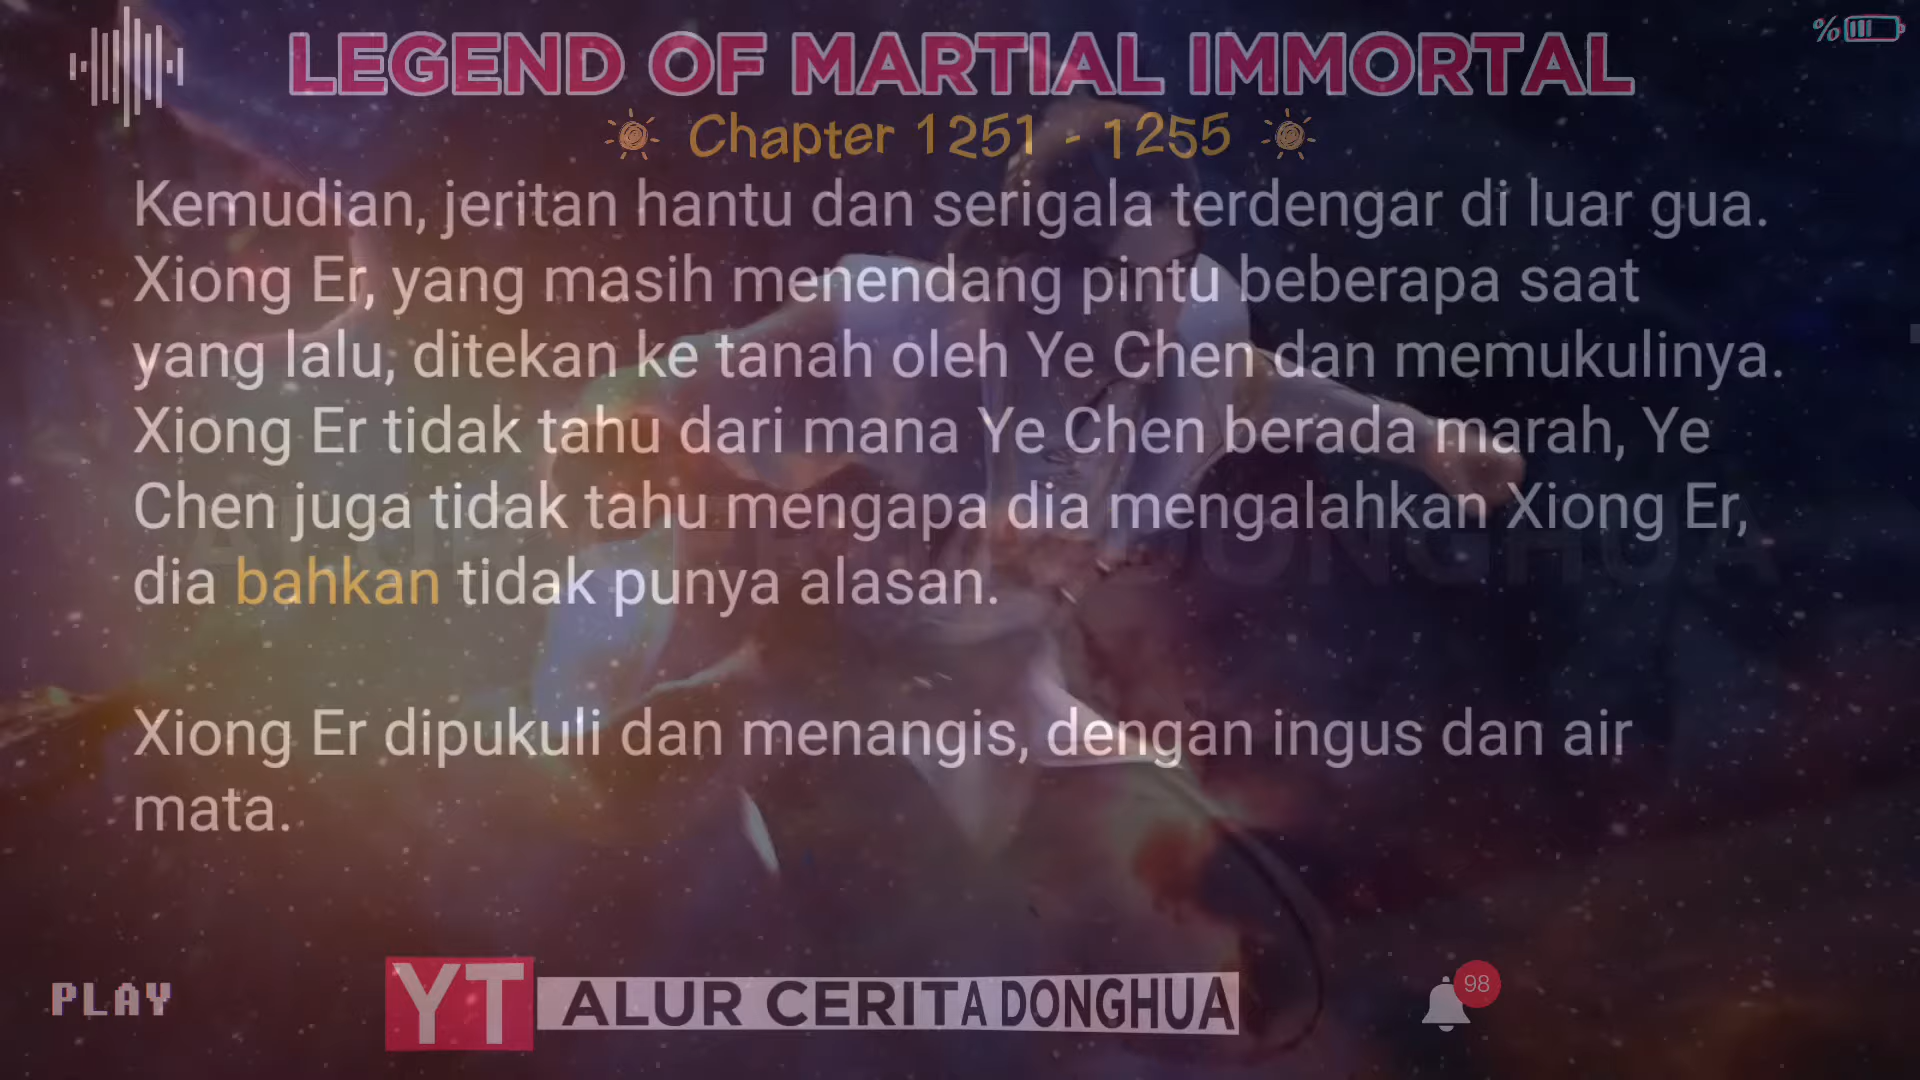 LEGEND OF MARTIAL IMMORTAL
%
Chapter 1251 - 1255
Kemudian, jeritan hantu dan serigala terdengar di luar gua.
Xiong Er, yang masih menendang pintu beberapa saat
yang lalu, ditekan ke tanah oleh Ye Chen dan memukulinya.
Xiong Er tidak tahu dari mana Ye Chen berada marah, Ye
Chen juga tidak tahu mengapa dia mengalahkan Xiong Er,
dia bahkan tidak punya alasan.
Xiong Er dipukuli dan menangis, dengan ingus dan air
mata.
PLAY
YT ALUR CERITA DONGHUA
98